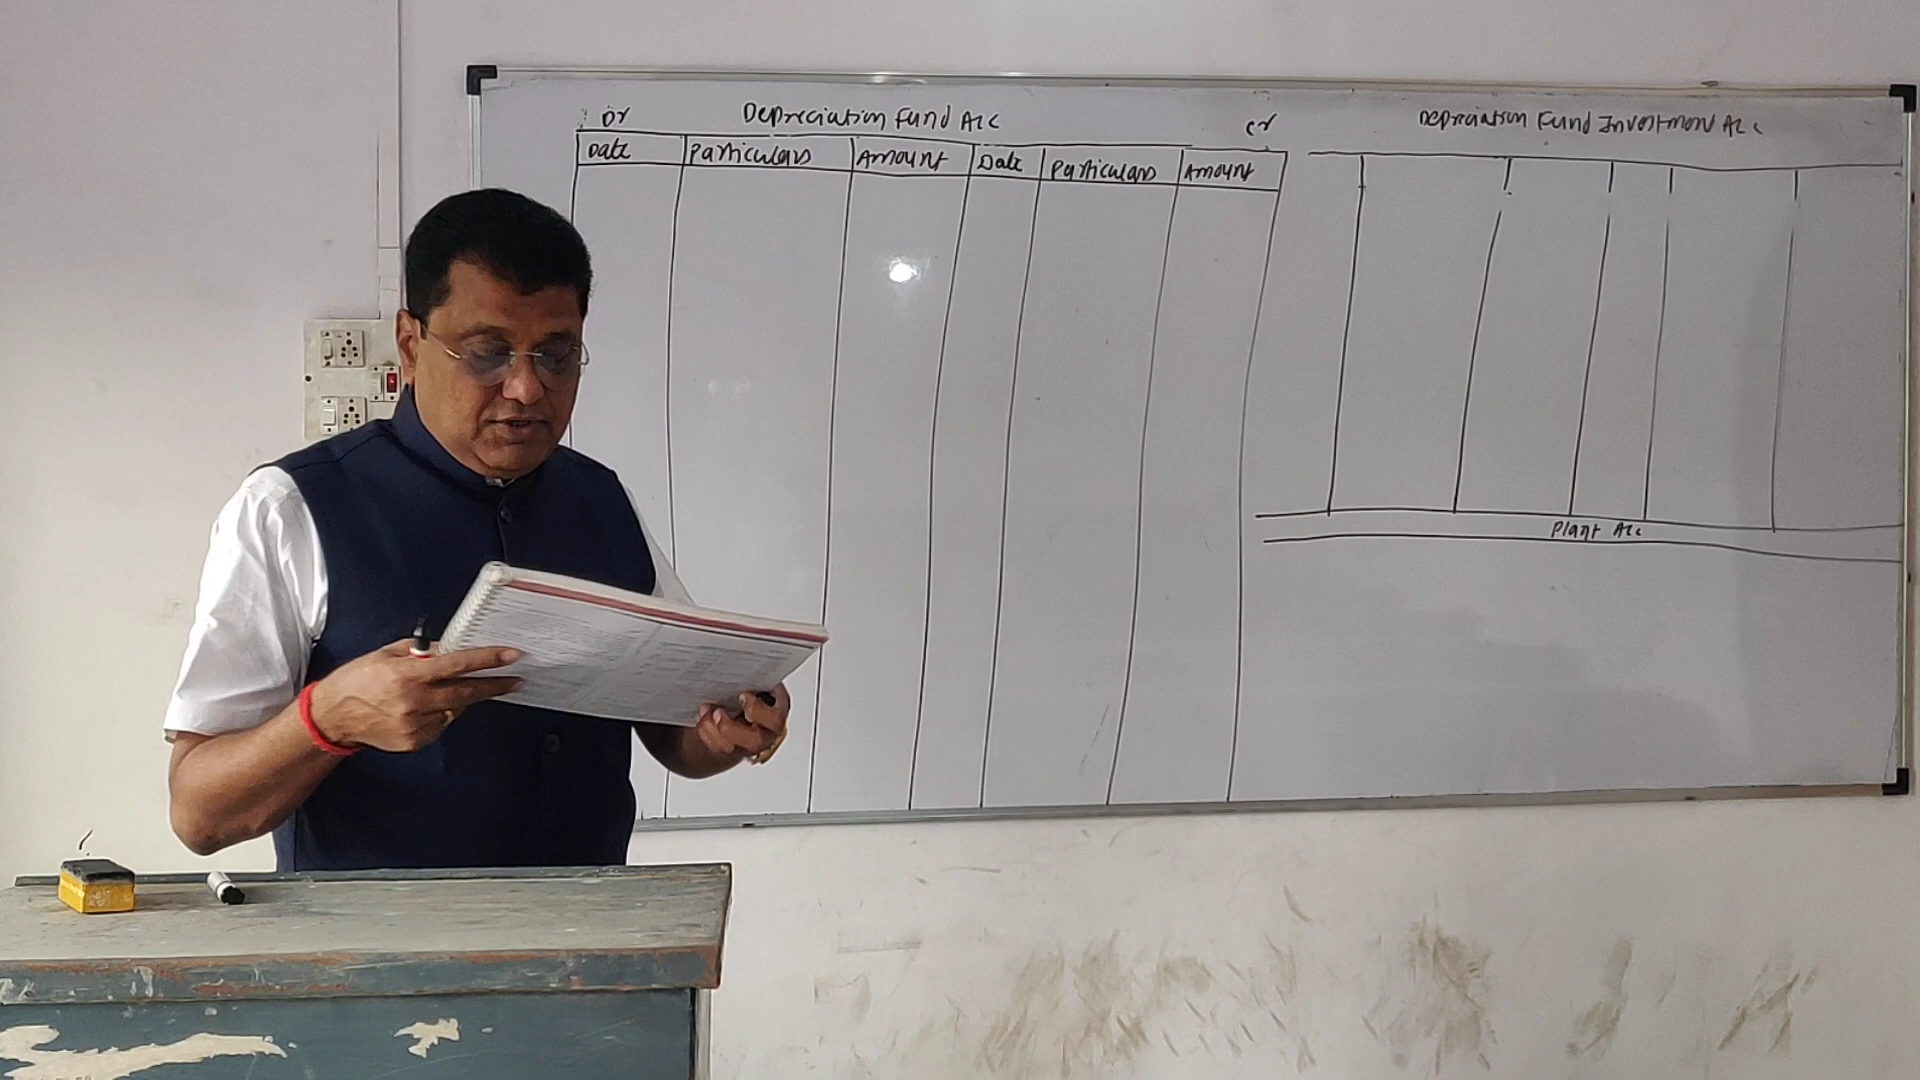 Dr Depreciation Fund A/c Cr
Date Particulars Amount Date Particulars Amount
Depreciation Fund Investment A/c
Plant A/c